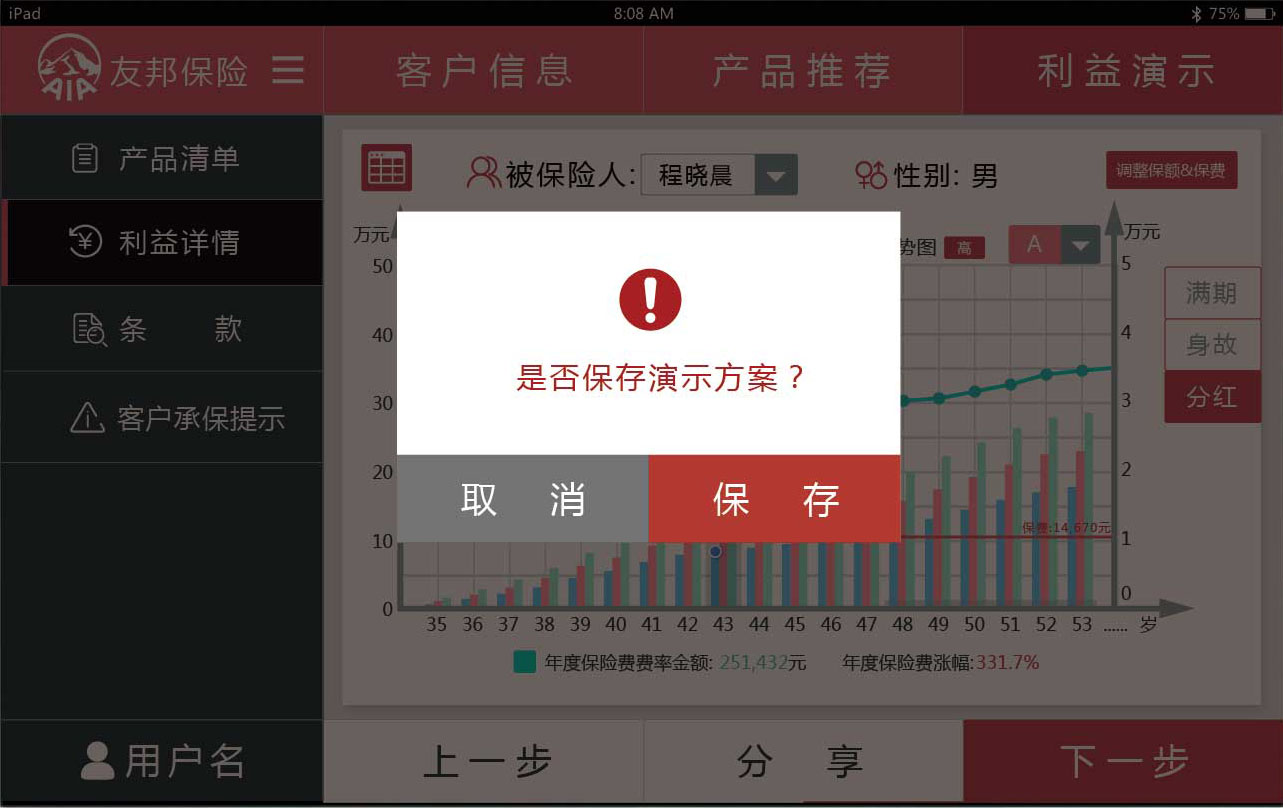 iPad
8:08 AM
75%
AIA
友邦保险
客户信息
产品推荐
利益演示
产品清单
利益详情
条款
客户承保提示
用户名
被保险人:
程晓晨
性别: 男
调整保额&保费
万元
势图
高
A
万元
50
40
30
20
10
0
5
4
3
2
1
0
满期
身故
分红
是否保存演示方案？
取消
保存
保费:14,670元
35 36 37 38 39 40 41 42 43 44 45 46 47 48 49 50 51 52 53 ...... 岁
年度保险费费率金额: 251,432元
年度保险费涨幅:331.7%
上一步
分享
下一步